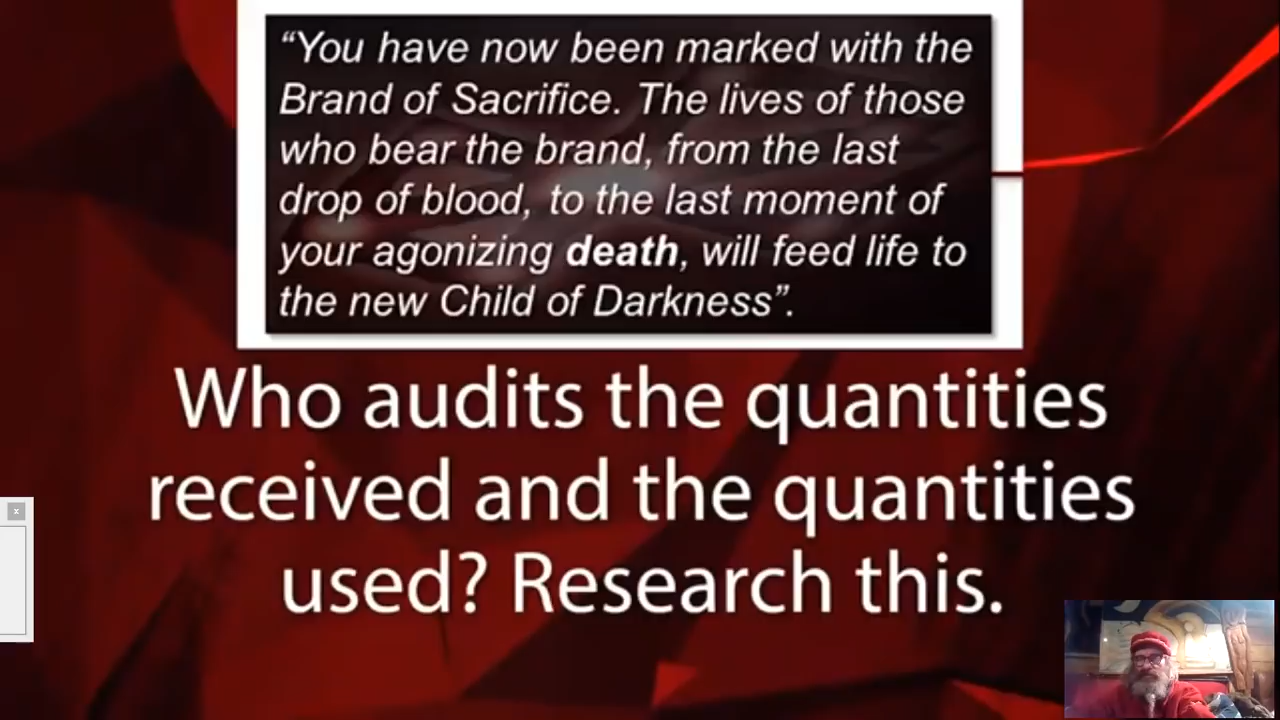 “You have now been marked with the
Brand of Sacrifice. The lives of those
who bear the brand, from the last
drop of blood, to the last moment of
your agonizing death, will feed life to
the new Child of Darkness”.
Who audits the quantities
received and the quantities
used? Research this.
x